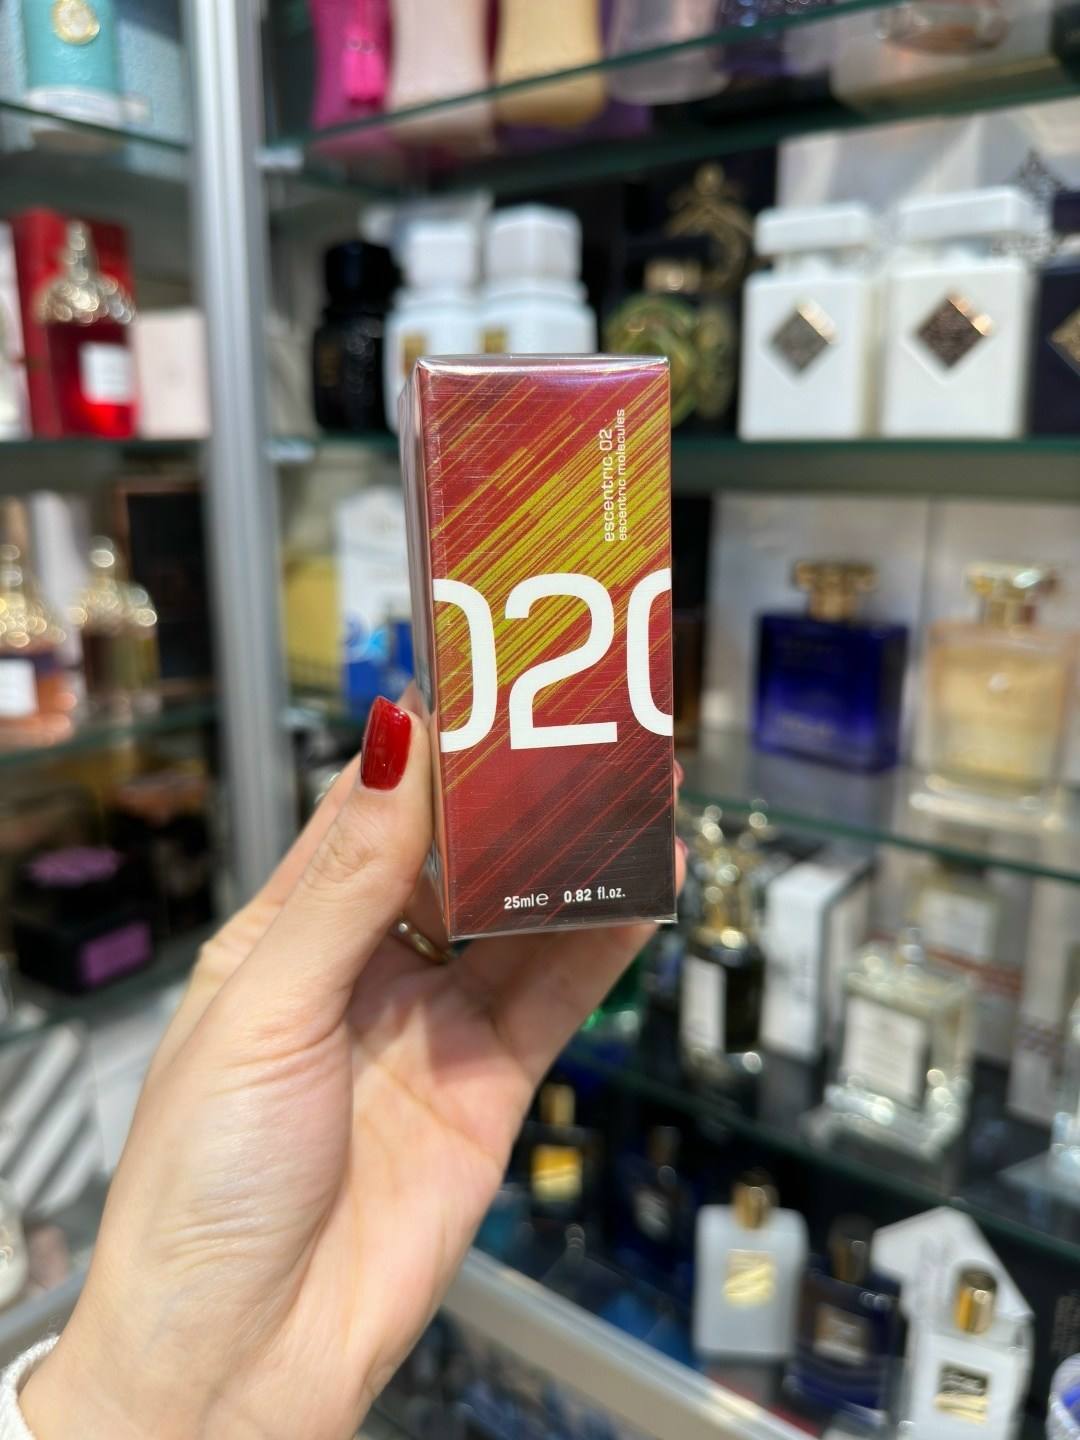 escentric 02
escentric molecules
020
25ml℮ 0.82 fl.oz.